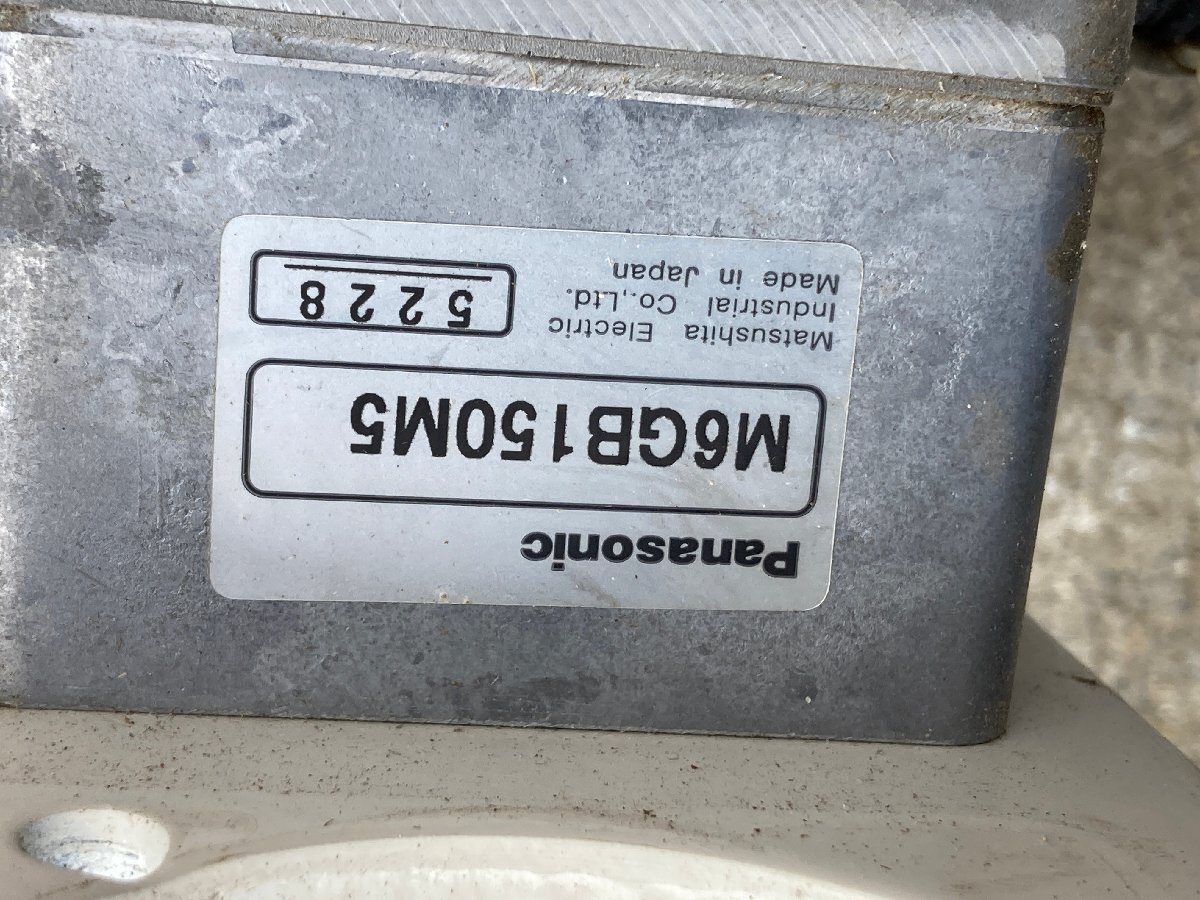 Panasonic
M6GB150M5
Matsushita Electric
Industrial Co.,Ltd.
Made in Japan
5228